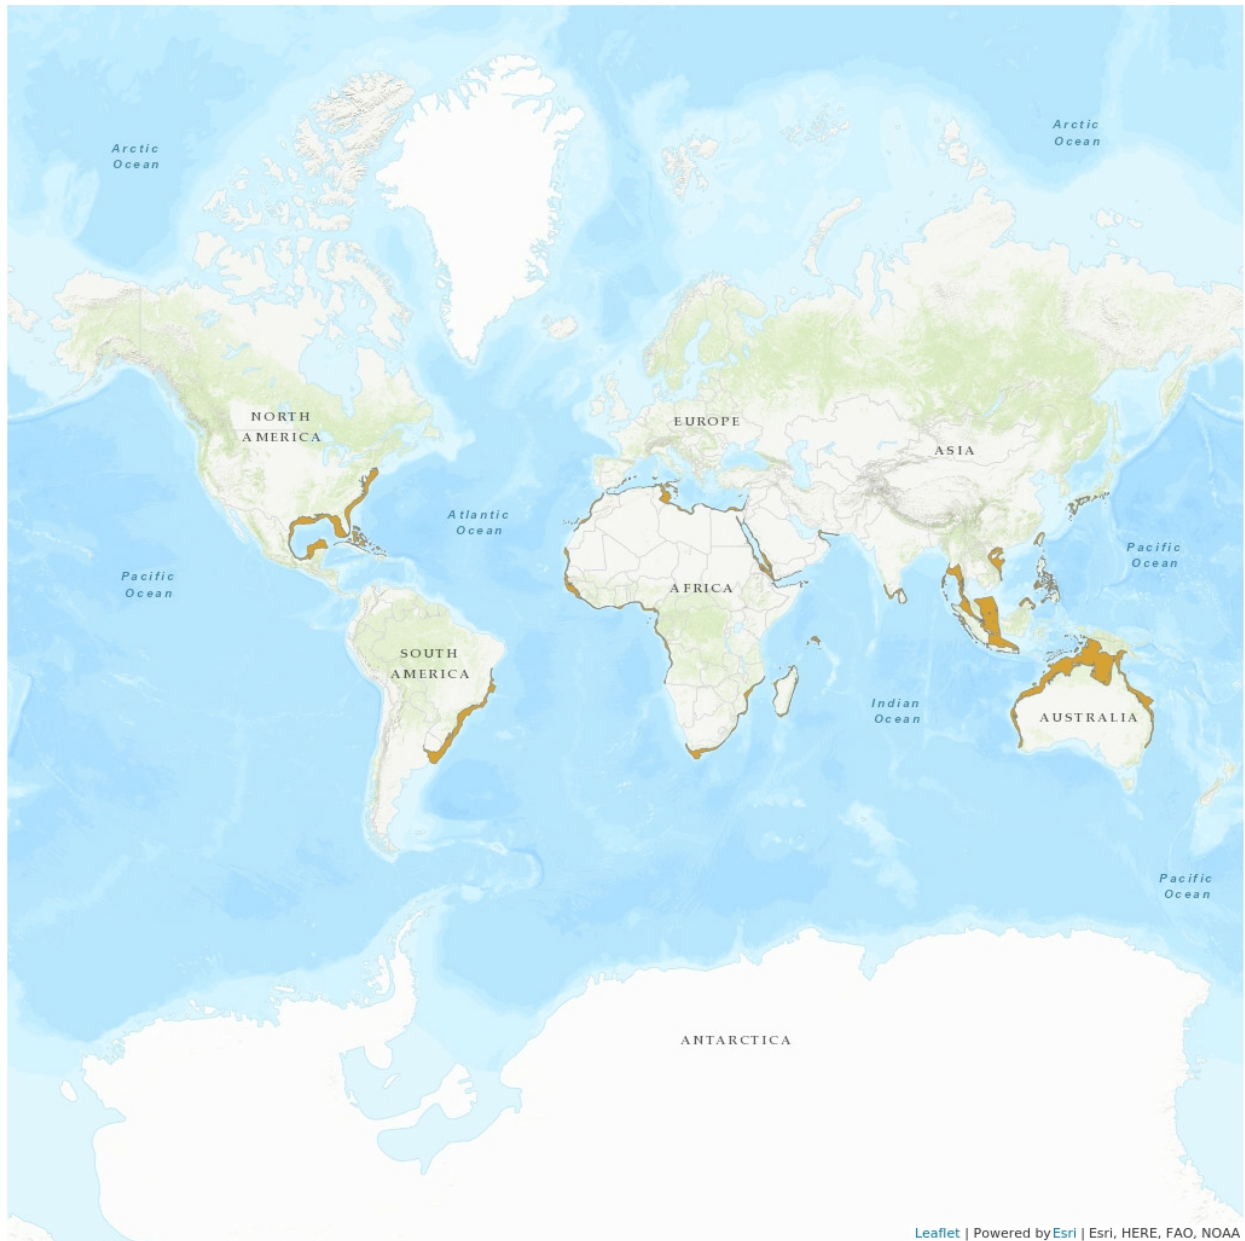 Arctic
Ocean
Arctic
Ocean
NORTH
AMERICA
EUROPE
ASIA
Atlantic
Ocean
Pacific
Ocean
Pacific
Ocean
AFRICA
SOUTH
AMERICA
Indian
Ocean
AUSTRALIA
Pacific
Ocean
ANTARCTICA
Leaflet | Powered by Esri | Esri, HERE, FAO, NOAA